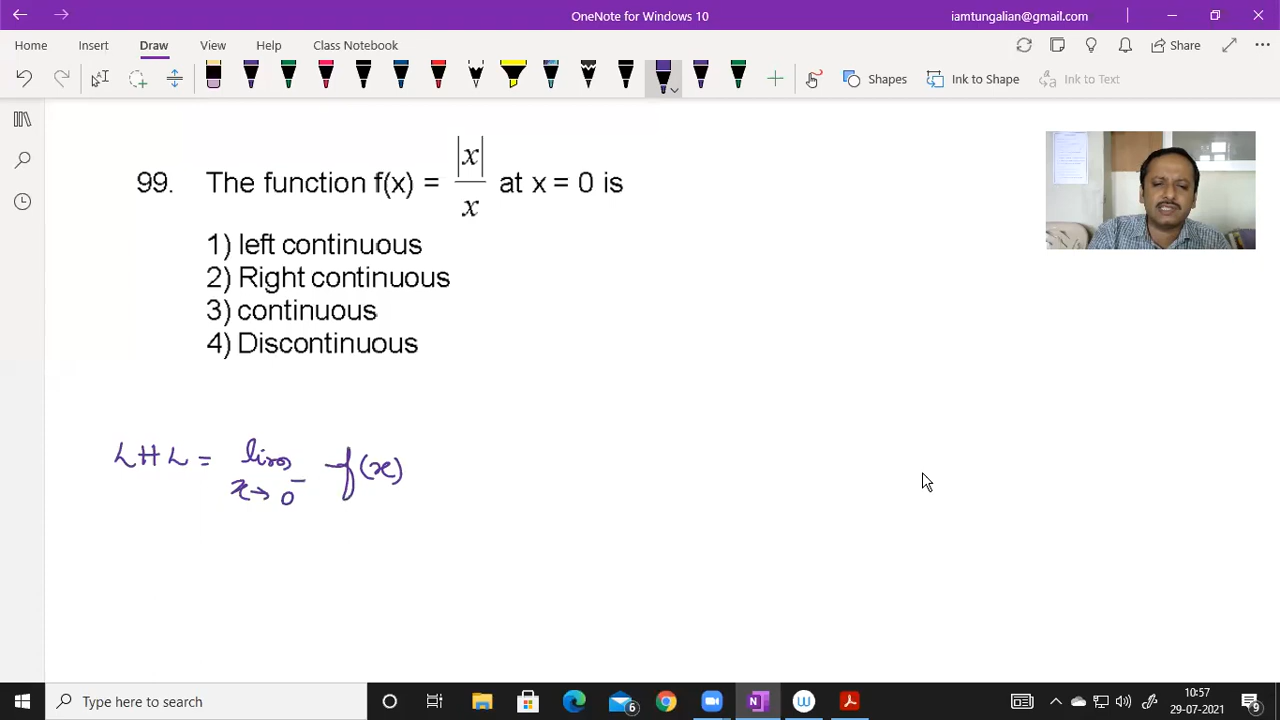 OneNote for Windows 10
iamtungalian@gmail.com
Home Insert Draw View Help Class Notebook
Share
Shapes Ink to Shape Ink to Text
99. The function f(x) = |x|/x at x = 0 is
1) left continuous
2) Right continuous
3) continuous
4) Discontinuous
LHL = lim f(x)
x→0⁻
Type here to search
6
10:57
29-07-2021
9